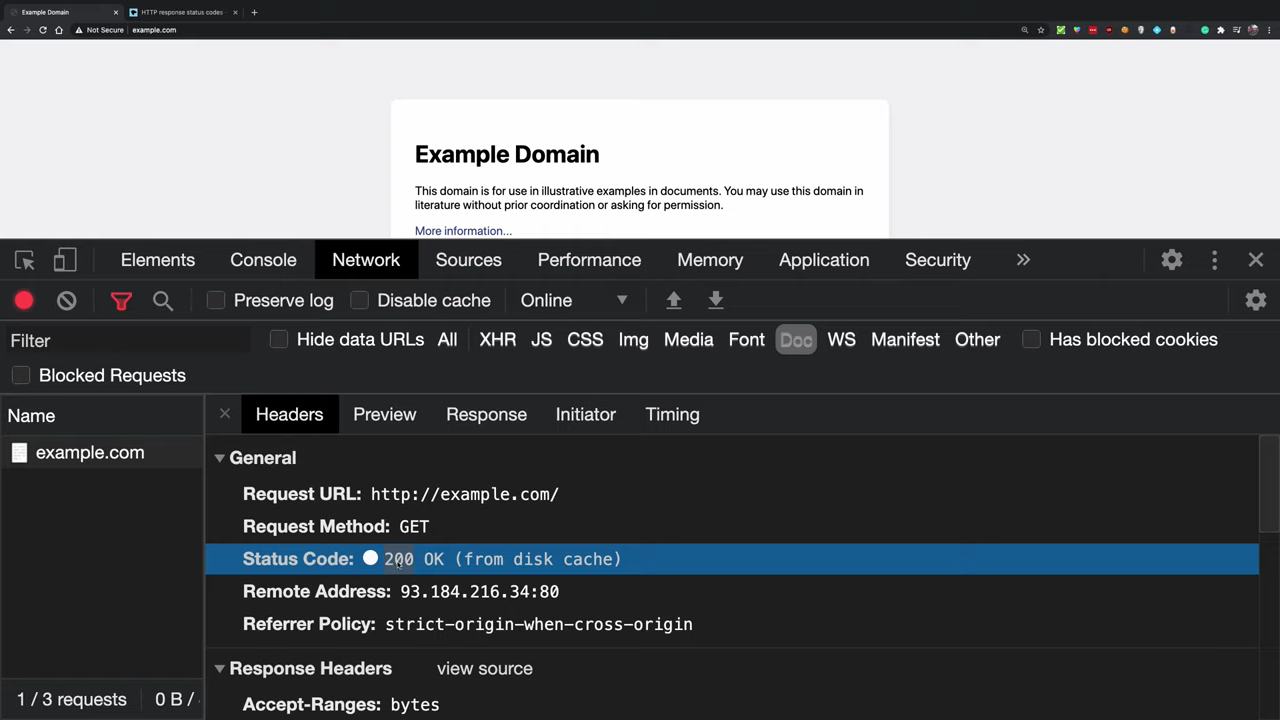 Example Domain
HTTP response status codes
Not Secure example.com
Example Domain
This domain is for use in illustrative examples in documents. You may use this domain in
literature without prior coordination or asking for permission.
More information...
Elements Console Network Sources Performance Memory Application Security »
Preserve log Disable cache Online
Filter Hide data URLs All XHR JS CSS Img Media Font Doc WS Manifest Other Has blocked cookies
Blocked Requests
Name Headers Preview Response Initiator Timing
example.com
General
Request URL: http://example.com/
Request Method: GET
Status Code: 200 OK (from disk cache)
Remote Address: 93.184.216.34:80
Referrer Policy: strict-origin-when-cross-origin
Response Headers view source
1 / 3 requests 0 B /
Accept-Ranges: bytes